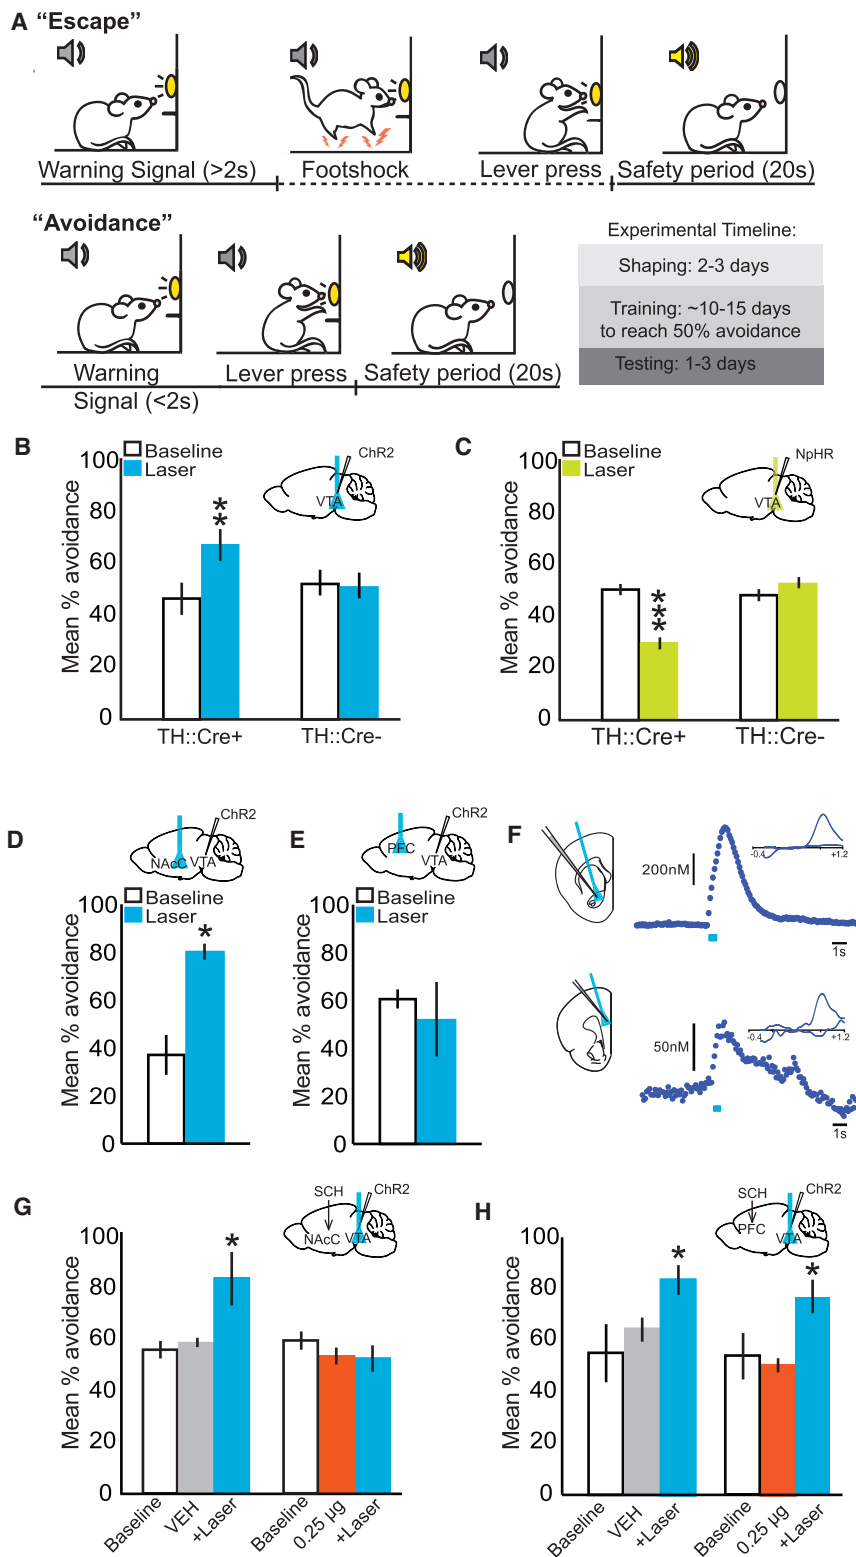 A "Escape"
Warning Signal (>2s)
Footshock
Lever press
Safety period (20s)
"Avoidance"
Warning
Signal (<2s)
Lever press
Safety period (20s)
Experimental Timeline:
Shaping: 2-3 days
Training: ~10-15 days
to reach 50% avoidance
Testing: 1-3 days
B
Baseline
Laser
ChR2
VTA
Mean % avoidance
100
80
60
40
20
0
**
TH::Cre+
TH::Cre-
C
Baseline
Laser
NpHR
VTA
Mean % avoidance
100
80
60
40
20
0
***
TH::Cre+
TH::Cre-
D
ChR2
NAcC
VTA
Baseline
Laser
Mean % avoidance
100
80
60
40
20
0
*
E
ChR2
PFC
VTA
Baseline
Laser
Mean % avoidance
100
80
60
40
20
0
F
200nM
-0.4
+1.2
1s
50nM
-0.4
+1.2
1s
G
SCH
ChR2
NAcC
VTA
Mean % avoidance
100
80
60
40
20
0
*
Baseline
VEH
+Laser
Baseline
0.25 µg
+Laser
H
SCH
ChR2
PFC
VTA
Mean % avoidance
100
80
60
40
20
0
*
*
Baseline
VEH
+Laser
Baseline
0.25 µg
+Laser